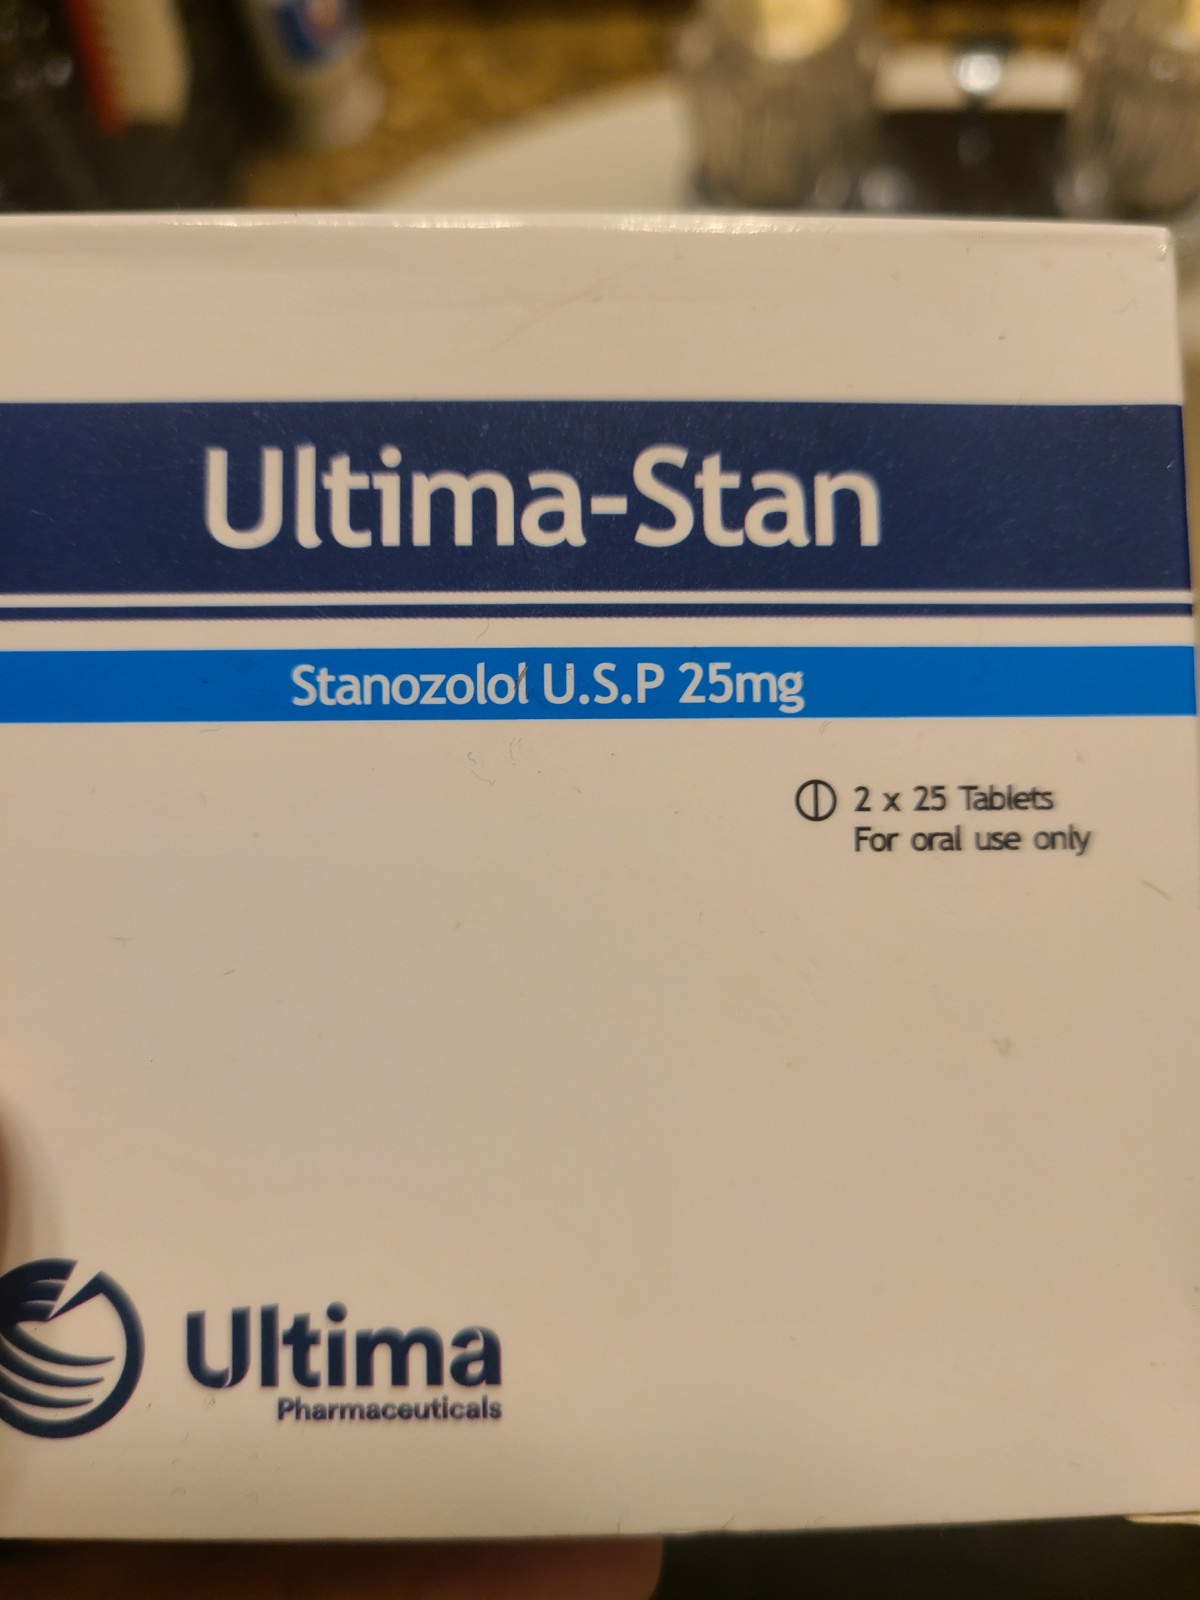 Ultima-Stan
Stanozolol U.S.P 25mg
2 x 25 Tablets
For oral use only
Ultima
Pharmaceuticals